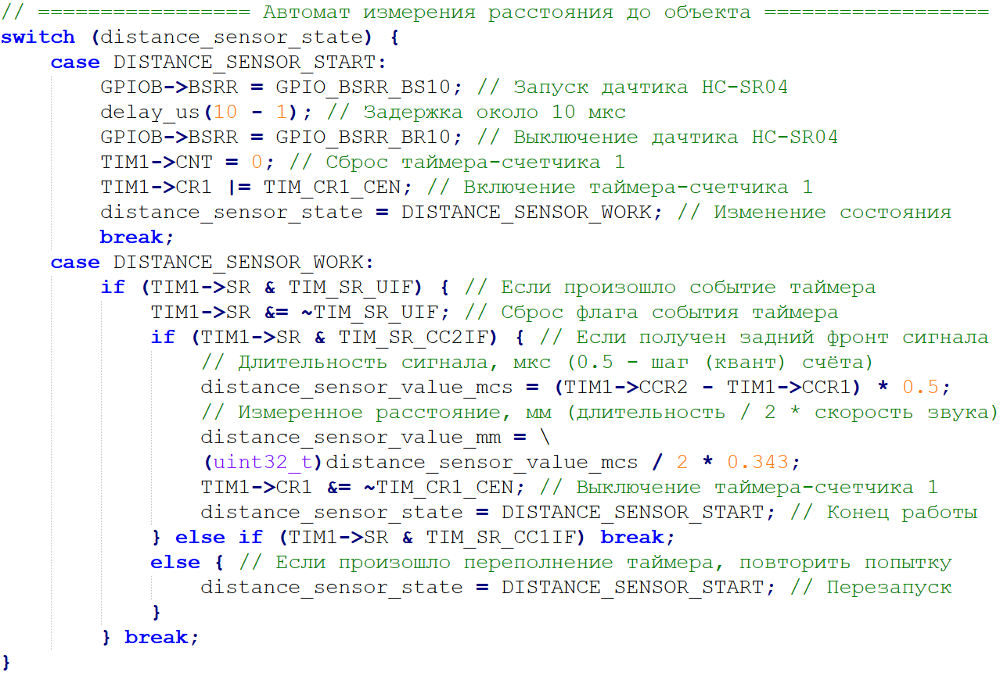 // ================= Автомат измерения расстояния до объекта ==================
switch (distance_sensor_state) {
    case DISTANCE_SENSOR_START:
        GPIOB->BSRR = GPIO_BSRR_BS10; // Запуск дачтика HC-SR04
        delay_us(10 - 1); // Задержка около 10 мкс
        GPIOB->BSRR = GPIO_BSRR_BR10; // Выключение дачтика HC-SR04
        TIM1->CNT = 0; // Сброс таймера-счетчика 1
        TIM1->CR1 |= TIM_CR1_CEN; // Включение таймера-счетчика 1
        distance_sensor_state = DISTANCE_SENSOR_WORK; // Изменение состояния
        break;
    case DISTANCE_SENSOR_WORK:
        if (TIM1->SR & TIM_SR_UIF) { // Если произошло событие таймера
            TIM1->SR &= ~TIM_SR_UIF; // Сброс флага события таймера
            if (TIM1->SR & TIM_SR_CC2IF) { // Если получен задний фронт сигнала
                // Длительность сигнала, мкс (0.5 - шаг (квант) счёта)
                distance_sensor_value_mcs = (TIM1->CCR2 - TIM1->CCR1) * 0.5;
                // Измеренное расстояние, мм (длительность / 2 * скорость звука)
                distance_sensor_value_mm = \
                (uint32_t)distance_sensor_value_mcs / 2 * 0.343;
                TIM1->CR1 &= ~TIM_CR1_CEN; // Выключение таймера-счетчика 1
                distance_sensor_state = DISTANCE_SENSOR_START; // Конец работы
            } else if (TIM1->SR & TIM_SR_CC1IF) break;
            else { // Если произошло переполнение таймера, повторить попытку
                distance_sensor_state = DISTANCE_SENSOR_START; // Перезапуск
            }
        } break;
}